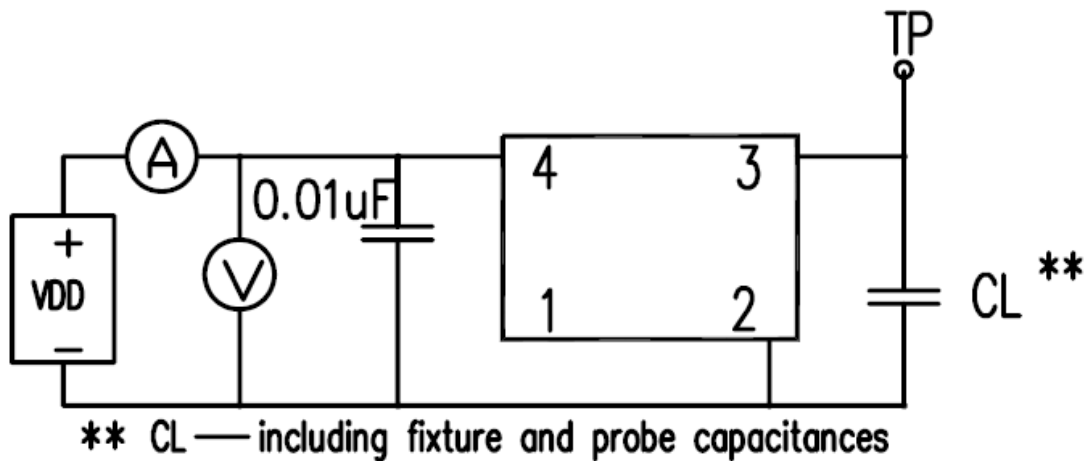 TP
A
4 3
0.01uF
+
VDD
−
V
1 2
CL **
** CL — including fixture and probe capacitances